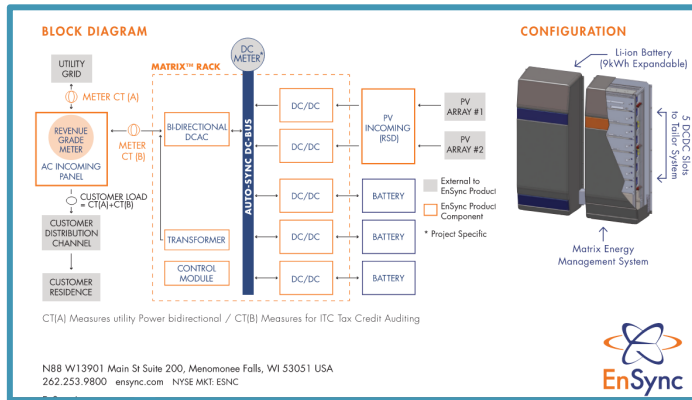 BLOCK DIAGRAM
CONFIGURATION
UTILITY
GRID
METER CT (A)
REVENUE
GRADE
METER
AC INCOMING
PANEL
METER
CT (B)
CUSTOMER LOAD
= CT(A)+CT(B)
CUSTOMER
DISTRIBUTION
CHANNEL
CUSTOMER
RESIDENCE
MATRIX™ RACK
DC
METER*
BI-DIRECTIONAL
DCAC
TRANSFORMER
CONTROL
MODULE
AUTO-SYNC DC-BUS
DC/DC
DC/DC
DC/DC
DC/DC
DC/DC
PV
INCOMING
(RSD)
BATTERY
BATTERY
BATTERY
PV
ARRAY #1
PV
ARRAY #2
External to
EnSync Product
EnSync Product
Component
* Project Specific
Li-ion Battery
(9kWh Expandable)
5 DCDC Slots
to Tailor System
Matrix Energy
Management System
CT(A) Measures utility Power bidirectional / CT(B) Measures for ITC Tax Credit Auditing
N88 W13901 Main St Suite 200, Menomonee Falls, WI 53051 USA
262.253.9800 ensync.com NYSE MKT: ESNC
EnSync